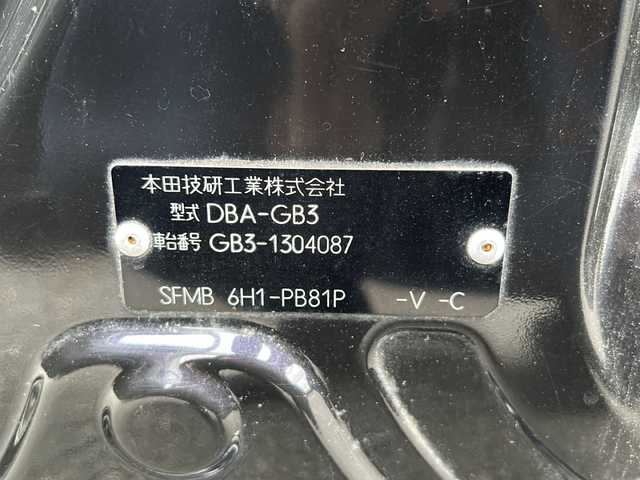 本田技研工業株式会社
型式 DBA-GB3
車台番号 GB3-1304087
SFMB 6H1-PB81P -V -C